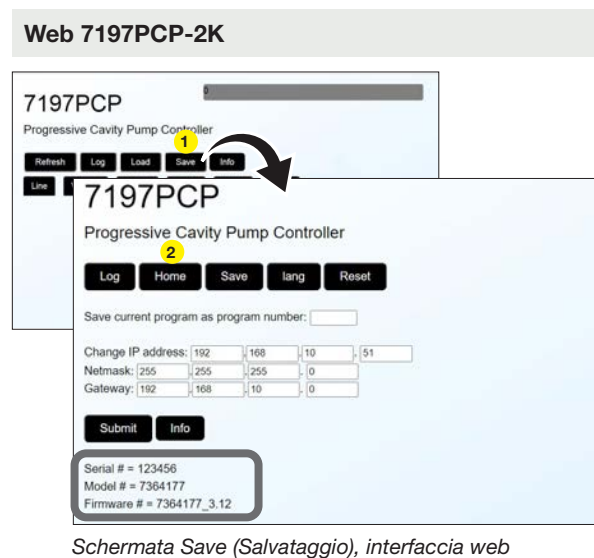 Web 7197PCP-2K
0
7197PCP
Progressive Cavity Pump Controller
1
Refresh Log Load Save Info
Line
7197PCP
Progressive Cavity Pump Controller
2
Log Home Save lang Reset
Save current program as program number:
Change IP address: 192 . 168 . 10 . 51
Netmask: 255 . 255 . 255 . 0
Gateway: 192 . 168 . 10 . 0
Submit Info
Serial # = 123456
Model # = 7364177
Firmware # = 7364177_3.12
Schermata Save (Salvataggio), interfaccia web